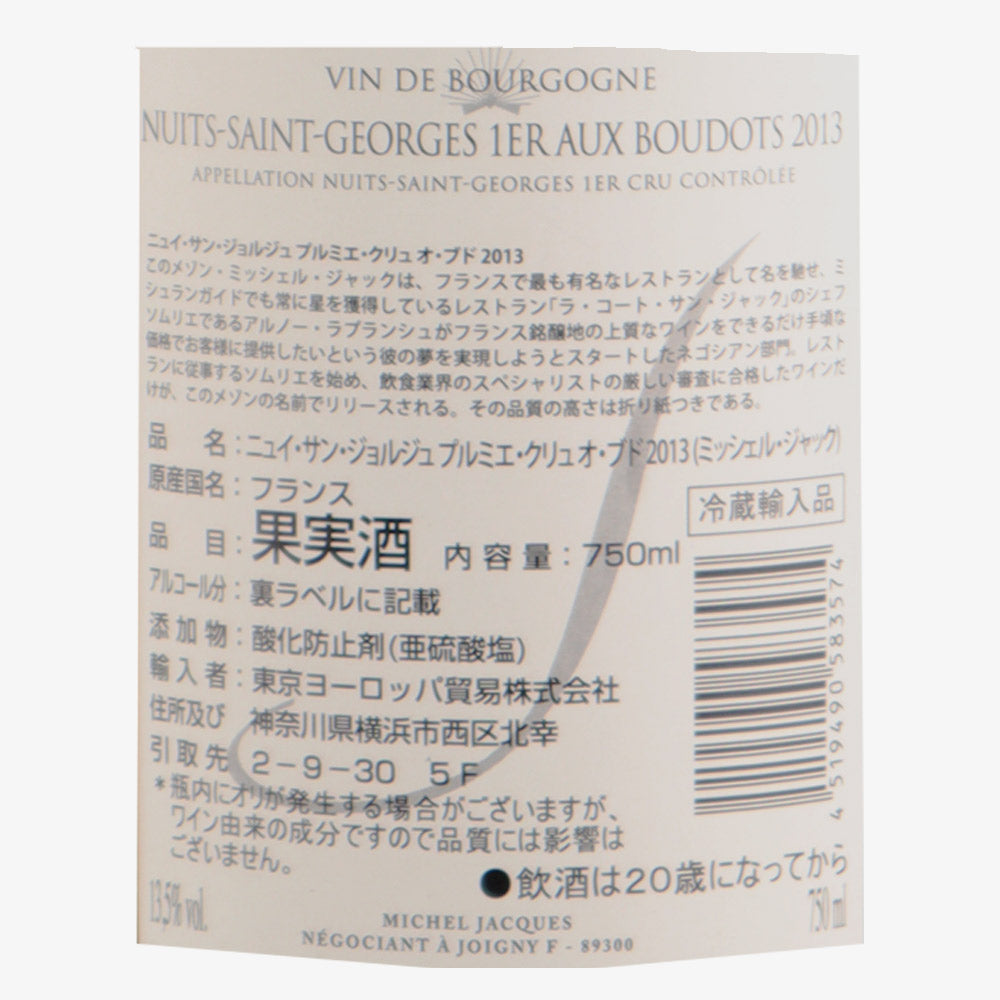 VIN DE BOURGOGNE
NUITS-SAINT-GEORGES 1ER AUX BOUDOTS 2013
APPELLATION NUITS-SAINT-GEORGES 1ER CRU CONTRÔLÉE
ニュイ・サン・ジョルジュ プルミエ・クリュ オ・ブド 2013
このメゾン・ミッシェル・ジャックは、フランスで最も有名なレストランとして名を馳せ、ミ
シュランガイドでも常に星を獲得しているレストラン「ラ・コート・サン・ジャック」のシェフ
ソムリエであるアルノー・ラプランシュがフランス銘醸地の上質なワインをできるだけ手頃な
価格でお客様に提供したいという彼の夢を実現しようとスタートしたネゴシアン部門。レスト
ランに従事するソムリエを始め、飲食業界のスペシャリストの厳しい審査に合格したワインだ
けが、このメゾンの名前でリリースされる。その品質の高さは折り紙つきである。
品名：ニュイ・サン・ジョルジュ プルミエ・クリュ オ・ブド 2013 (ミッシェル・ジャック)
原産国名：フランス
冷蔵輸入品
品目：果実酒 内容量：750ml
アルコール分：裏ラベルに記載
添加物：酸化防止剤(亜硫酸塩)
輸入者：東京ヨーロッパ貿易株式会社
住所及び 神奈川県横浜市西区北幸
引取先 2-9-30 5F
4 519490 583574
*瓶内にオリが発生する場合がございますが、
ワイン由来の成分ですので品質には影響は
ございません。
●飲酒は20歳になってから
13,5% vol. 750 ml
MICHEL JACQUES
NÉGOCIANT À JOIGNY F - 89300